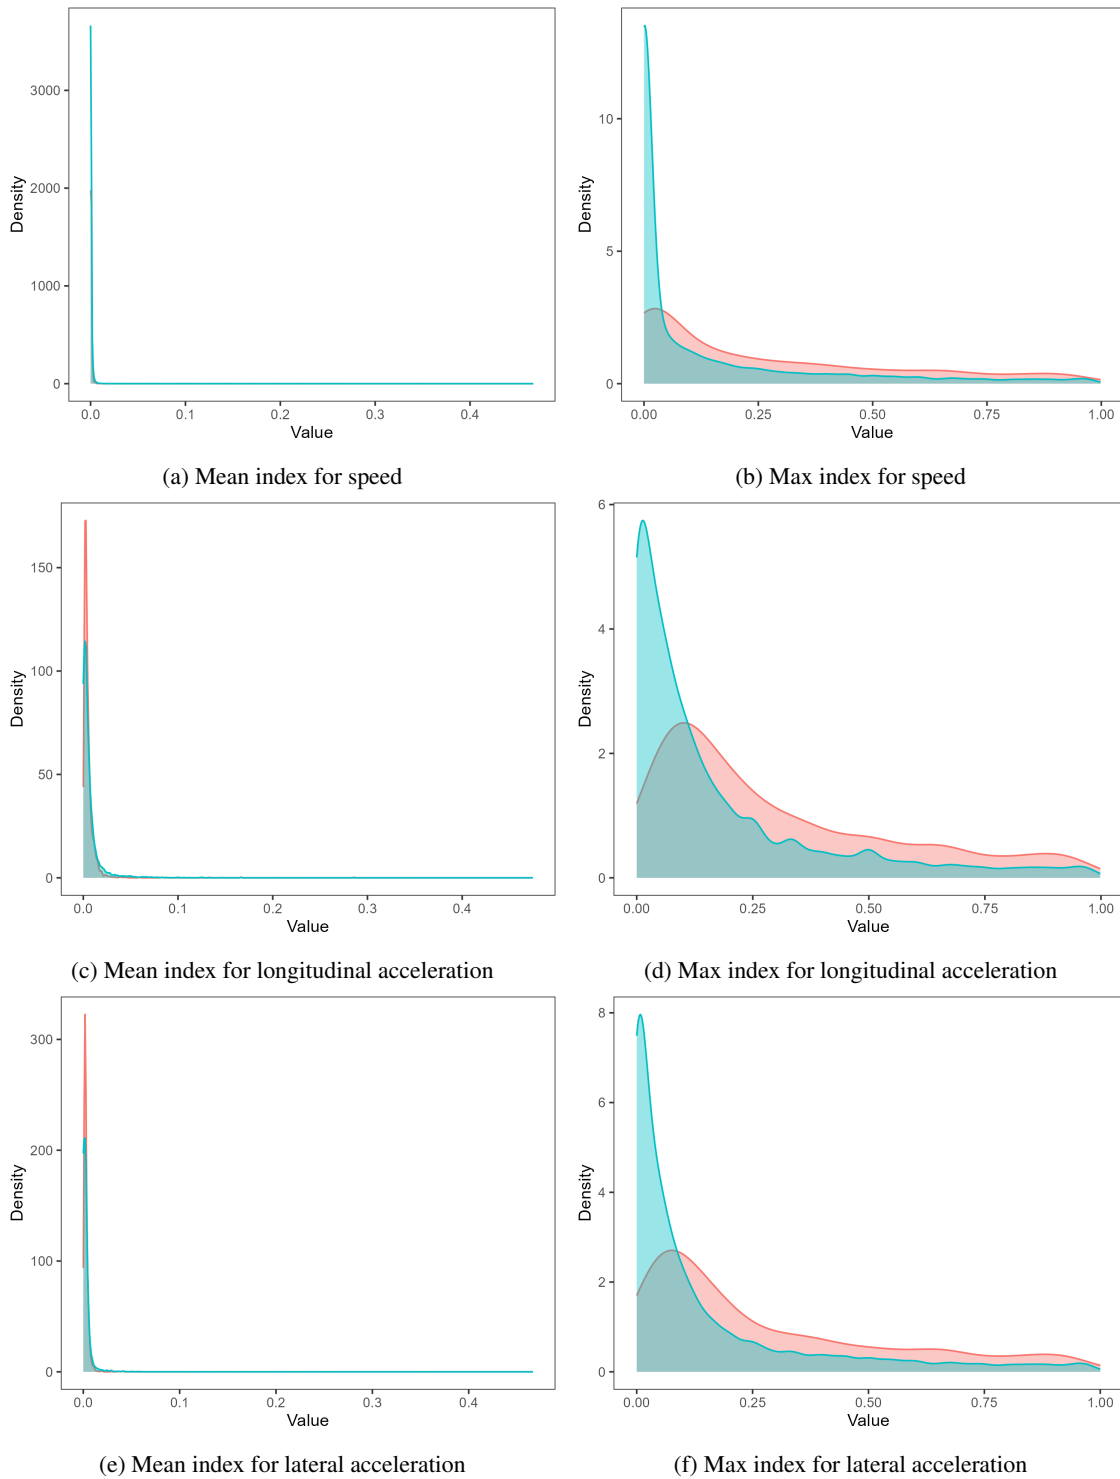 3000
2000
1000
0
Density
0.0 0.1 0.2 0.3 0.4
Value
(a) Mean index for speed
10
5
0
Density
0.00 0.25 0.50 0.75 1.00
Value
(b) Max index for speed
150
100
50
0
Density
0.0 0.1 0.2 0.3 0.4
Value
(c) Mean index for longitudinal acceleration
6
4
2
0
Density
0.00 0.25 0.50 0.75 1.00
Value
(d) Max index for longitudinal acceleration
300
200
100
0
Density
0.0 0.1 0.2 0.3 0.4
Value
(e) Mean index for lateral acceleration
8
6
4
2
0
Density
0.00 0.25 0.50 0.75 1.00
Value
(f) Max index for lateral acceleration